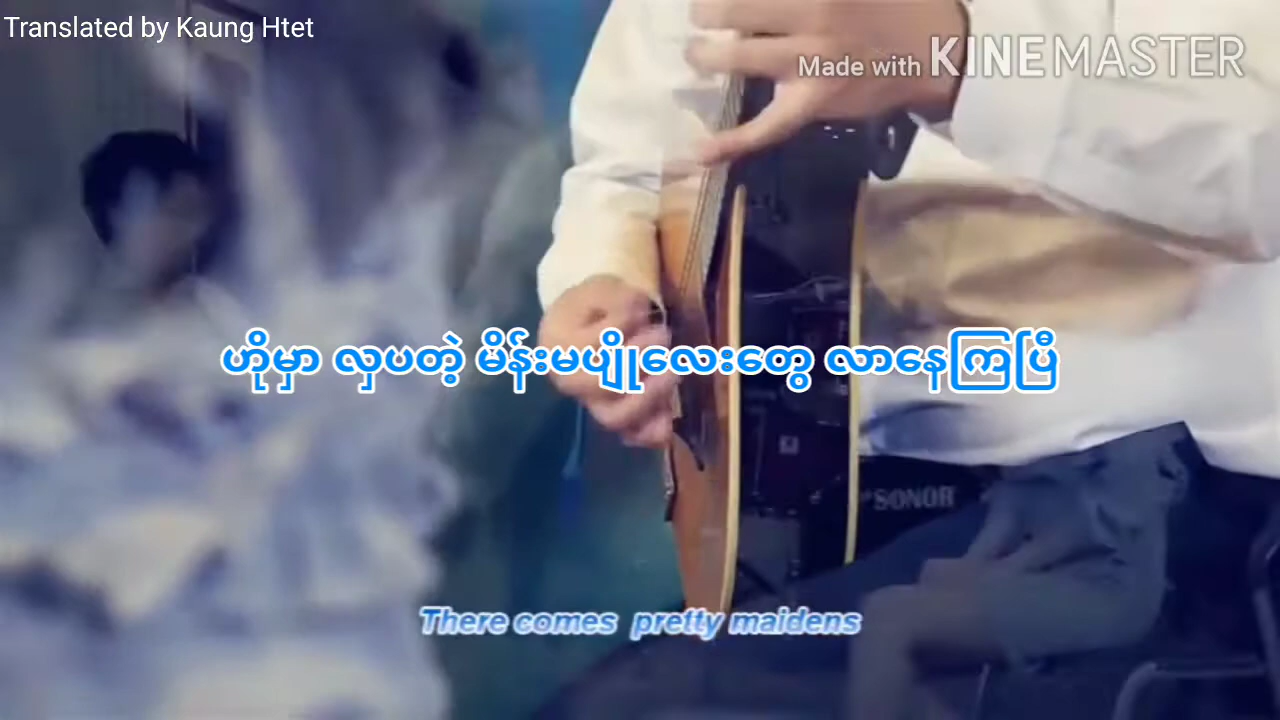 Translated by Kaung Htet
Made with KINEMASTER
ဟိုမှာ လှပတဲ့ မိန်းမပျိုလေးတွေ လာနေကြပြီ
SONOR
There comes pretty maidens